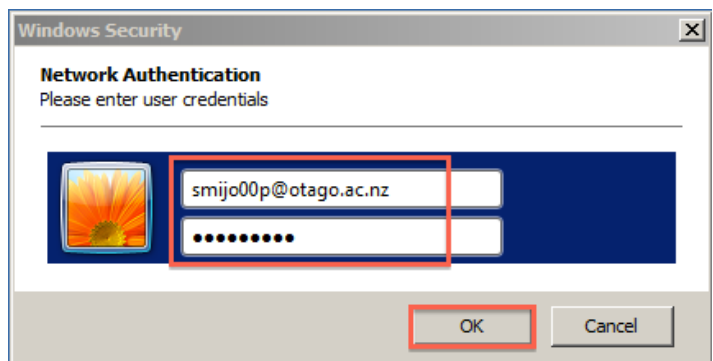 Windows Security
Network Authentication
Please enter user credentials
smijo00p@otago.ac.nz
•••••••••
OK
Cancel